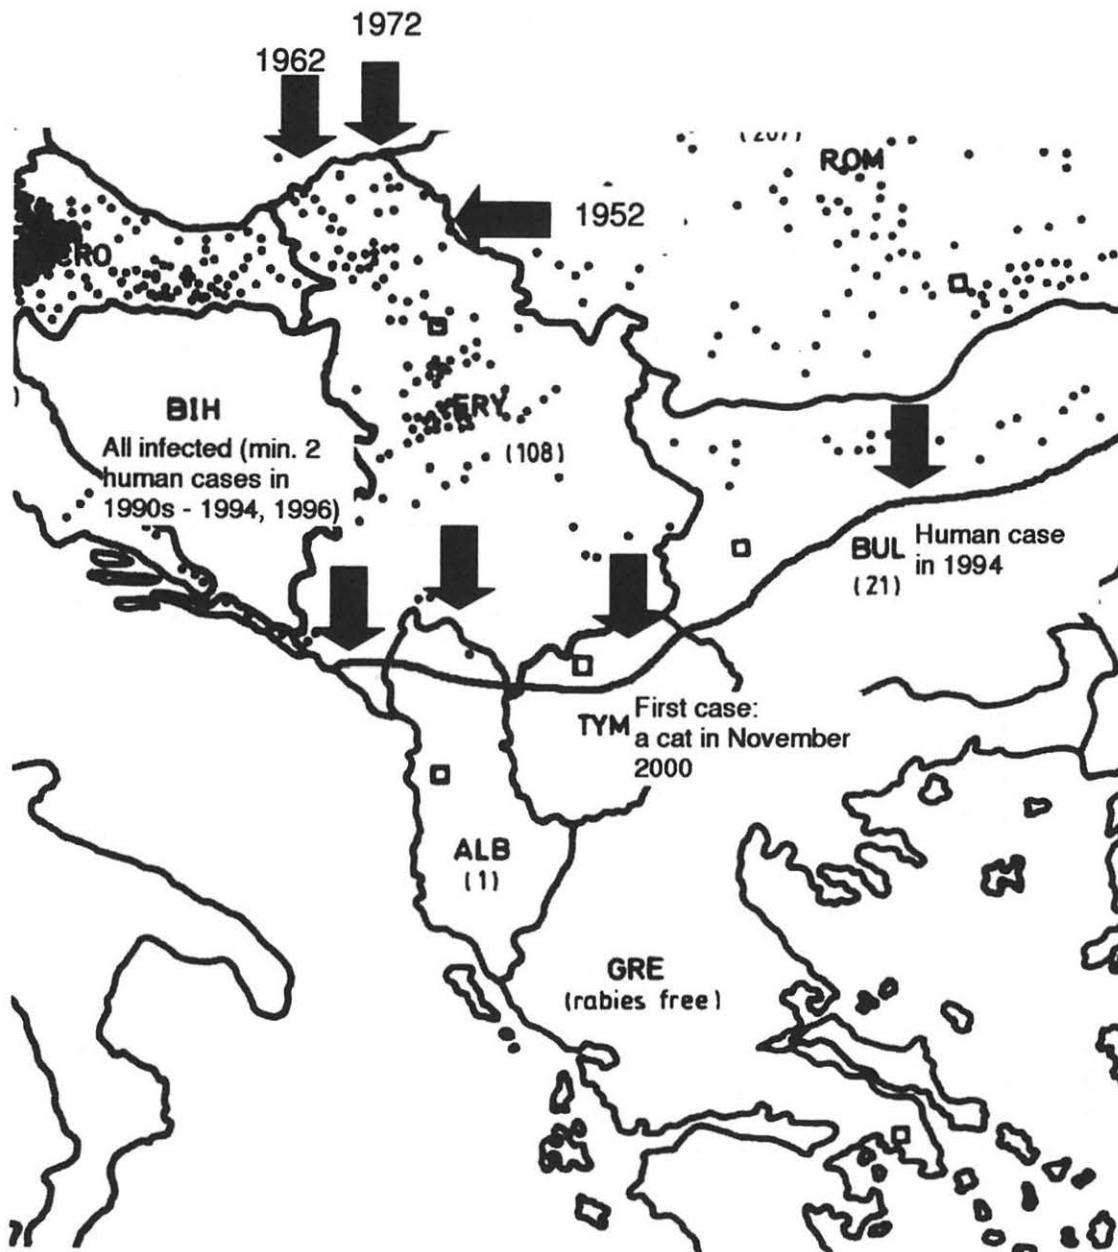 1972
1962
ROM
1952
CRO
BIH
All infected (min. 2
human cases in
1990s - 1994, 1996)
(108)
BUL
(21)
Human case
in 1994
TYM
First case:
a cat in November
2000
ALB
(1)
GRE
(rabies free)